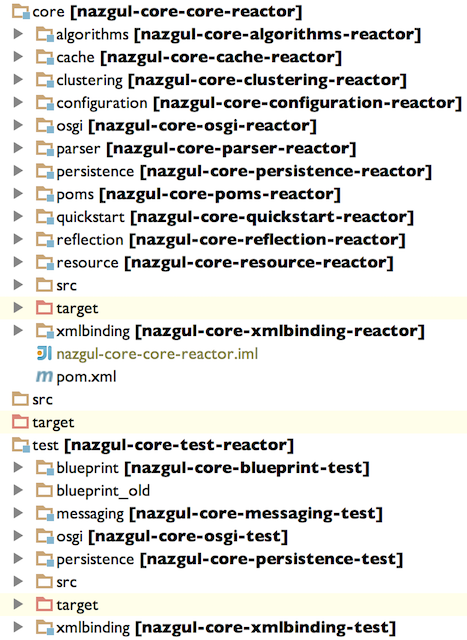 core [nazgul-core-core-reactor]
algorithms [nazgul-core-algorithms-reactor]
cache [nazgul-core-cache-reactor]
clustering [nazgul-core-clustering-reactor]
configuration [nazgul-core-configuration-reactor]
osgi [nazgul-core-osgi-reactor]
parser [nazgul-core-parser-reactor]
persistence [nazgul-core-persistence-reactor]
poms [nazgul-core-poms-reactor]
quickstart [nazgul-core-quickstart-reactor]
reflection [nazgul-core-reflection-reactor]
resource [nazgul-core-resource-reactor]
src
target
xmlbinding [nazgul-core-xmlbinding-reactor]
nazgul-core-core-reactor.iml
m pom.xml
src
target
test [nazgul-core-test-reactor]
blueprint [nazgul-core-blueprint-test]
blueprint_old
messaging [nazgul-core-messaging-test]
osgi [nazgul-core-osgi-test]
persistence [nazgul-core-persistence-test]
src
target
xmlbinding [nazgul-core-xmlbinding-test]